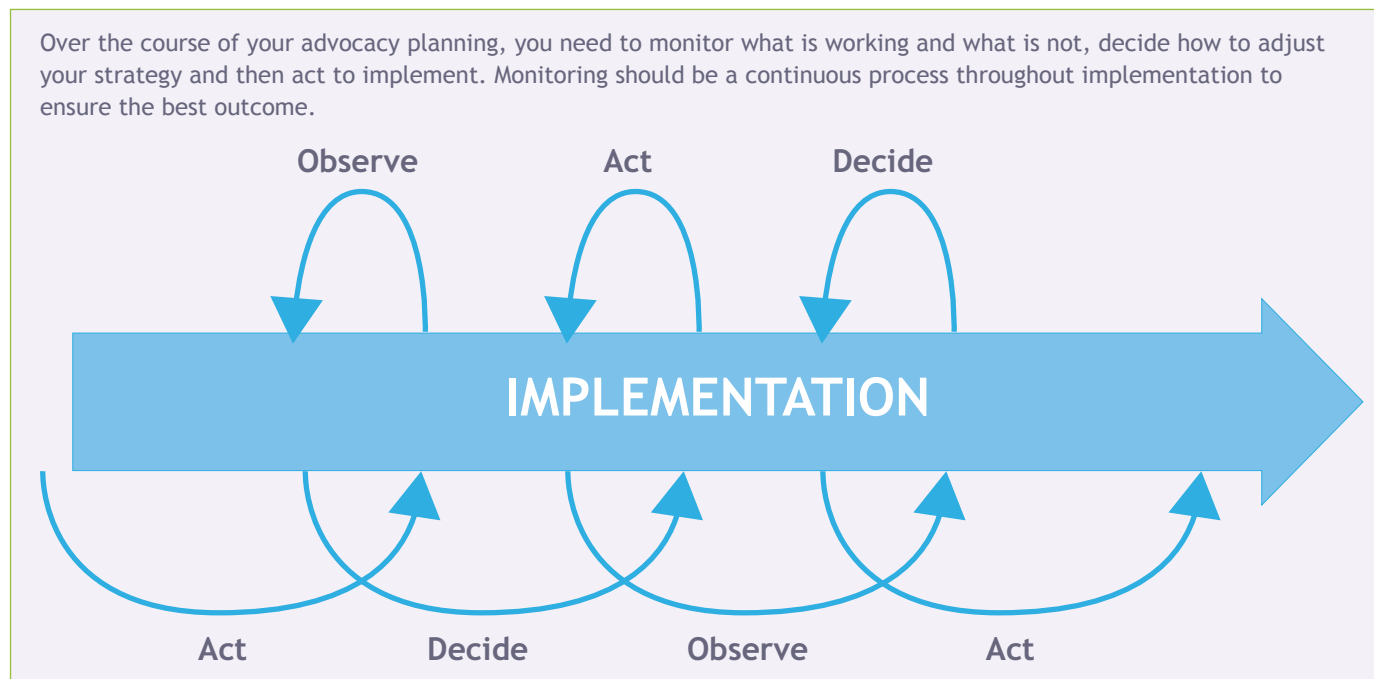 Over the course of your advocacy planning, you need to monitor what is working and what is not, decide how to adjust
your strategy and then act to implement. Monitoring should be a continuous process throughout implementation to
ensure the best outcome.
Observe Act Decide
IMPLEMENTATION
Act Decide Observe Act